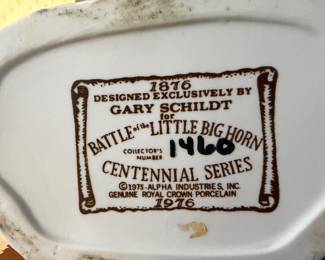 1876
DESIGNED EXCLUSIVELY BY
GARY SCHILDT
for
BATTLE of the LITTLE BIG HORN
COLLECTOR'S
NUMBER 1460
CENTENNIAL SERIES
©1975-ALPHA INDUSTRIES, INC.
GENUINE ROYAL CROWN PORCELAIN
1976